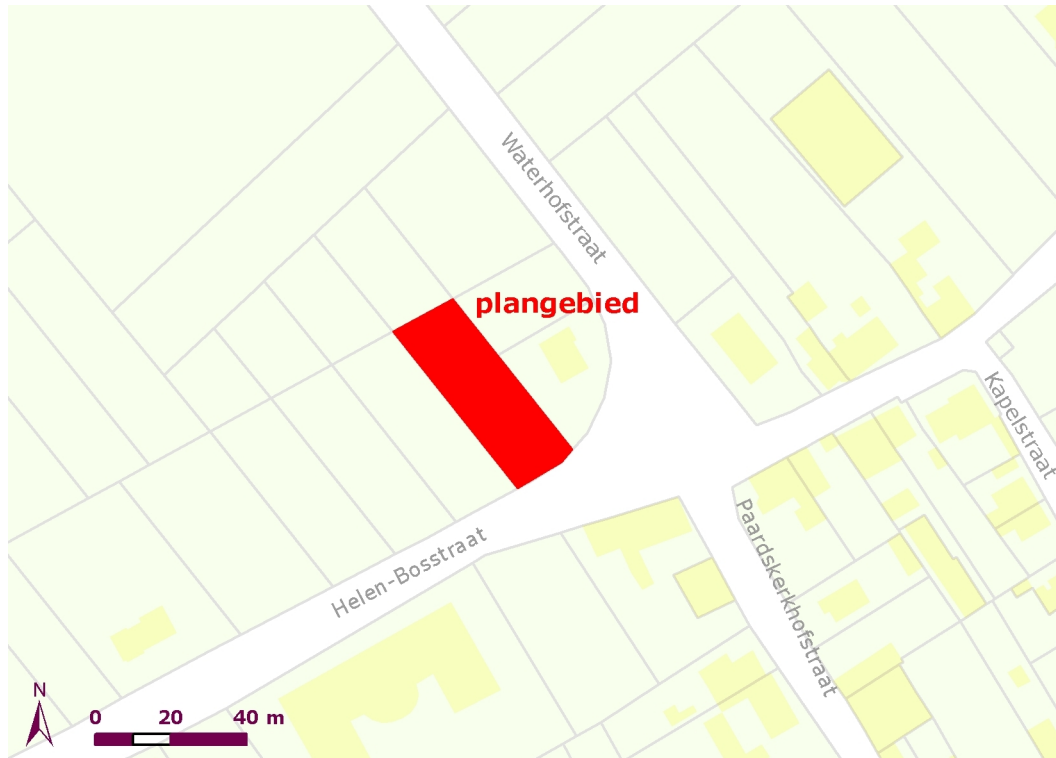 Waterhofstraat
plangebied
Kapelstraat
Helen-Bosstraat
Paardskerkhofstraat
N
0 20 40 m